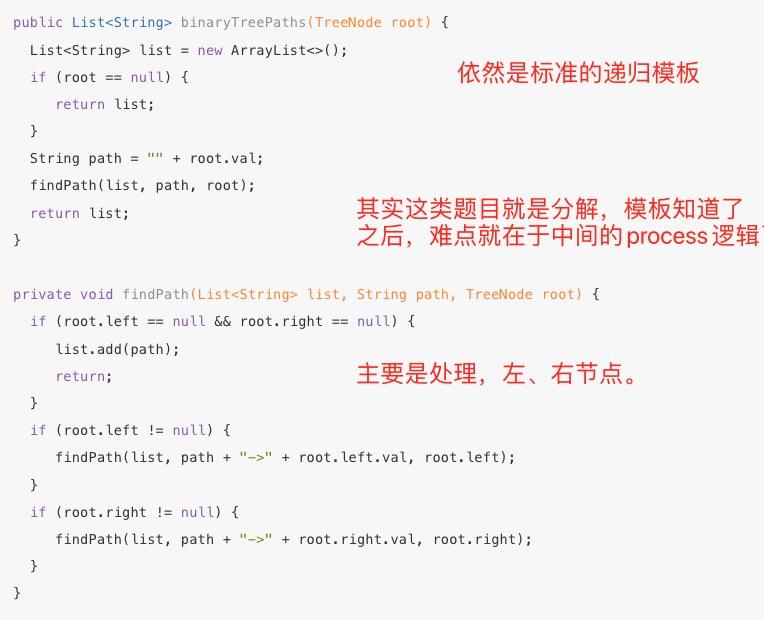 public List<String> binaryTreePaths(TreeNode root) {
List<String> list = new ArrayList<>();
if (root == null) {
依然是标准的递归模板
return list;
}
String path = "" + root.val;
findPath(list, path, root);
return list;
其实这类题目就是分解，模板知道了
之后，难点就在于中间的process逻辑
}
private void findPath(List<String> list, String path, TreeNode root) {
if (root.left == null && root.right == null) {
list.add(path);
return;
主要是处理，左、右节点。
}
if (root.left != null) {
findPath(list, path + "->" + root.left.val, root.left);
}
if (root.right != null) {
findPath(list, path + "->" + root.right.val, root.right);
}
}